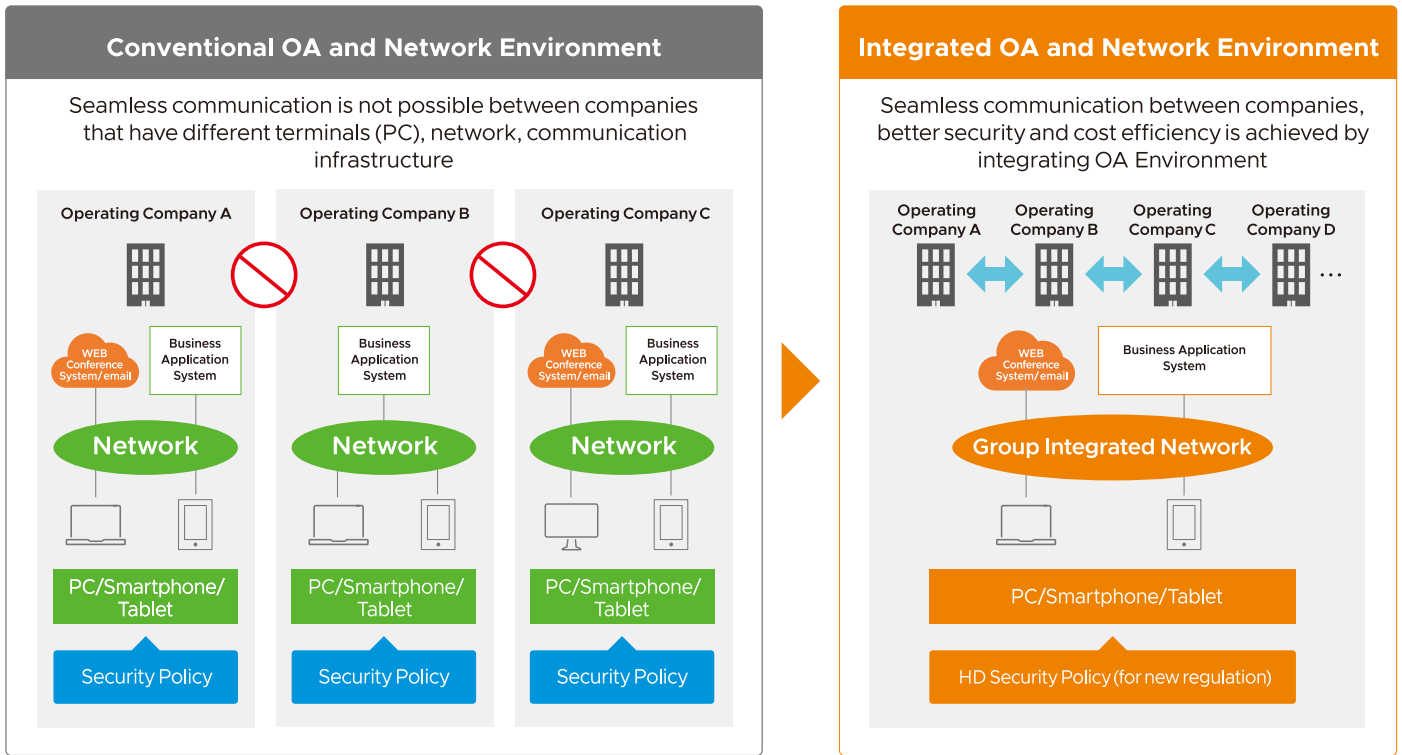 Conventional OA and Network Environment
Seamless communication is not possible between companies
that have different terminals (PC), network, communication
infrastructure
Operating Company A
WEB
Conference
System/email
Business
Application
System
Network
PC/Smartphone/
Tablet
Security Policy
Operating Company B
Business
Application
System
Network
PC/Smartphone/
Tablet
Security Policy
Operating Company C
WEB
Conference
System/email
Business
Application
System
Network
PC/Smartphone/
Tablet
Security Policy
Integrated OA and Network Environment
Seamless communication between companies,
better security and cost efficiency is achieved by
integrating OA Environment
Operating
Company A
Operating
Company B
Operating
Company C
Operating
Company D
...
WEB
Conference
System/email
Business Application
System
Group Integrated Network
PC/Smartphone/Tablet
HD Security Policy (for new regulation)